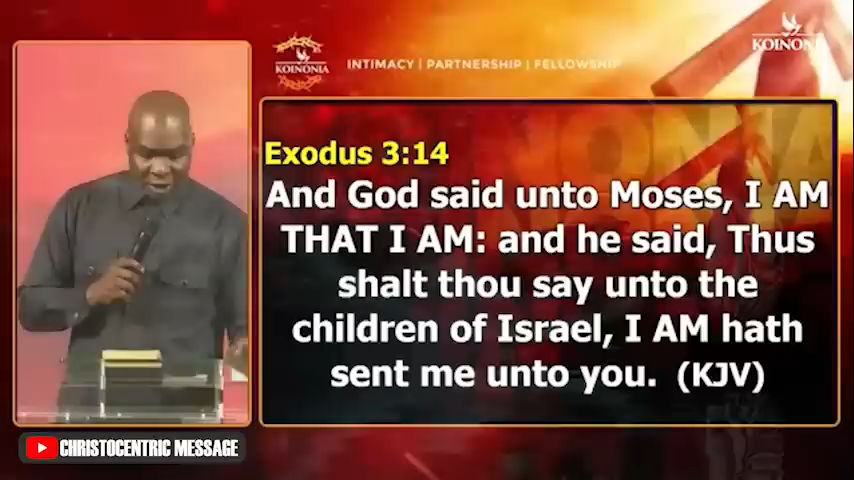 KOINONIA
INTIMACY | PARTNERSHIP | FELLOWSHIP
KOINONIA
Exodus 3:14
And God said unto Moses, I AM
THAT I AM: and he said, Thus
shalt thou say unto the
children of Israel, I AM hath
sent me unto you. (KJV)
CHRISTOCENTRIC MESSAGE